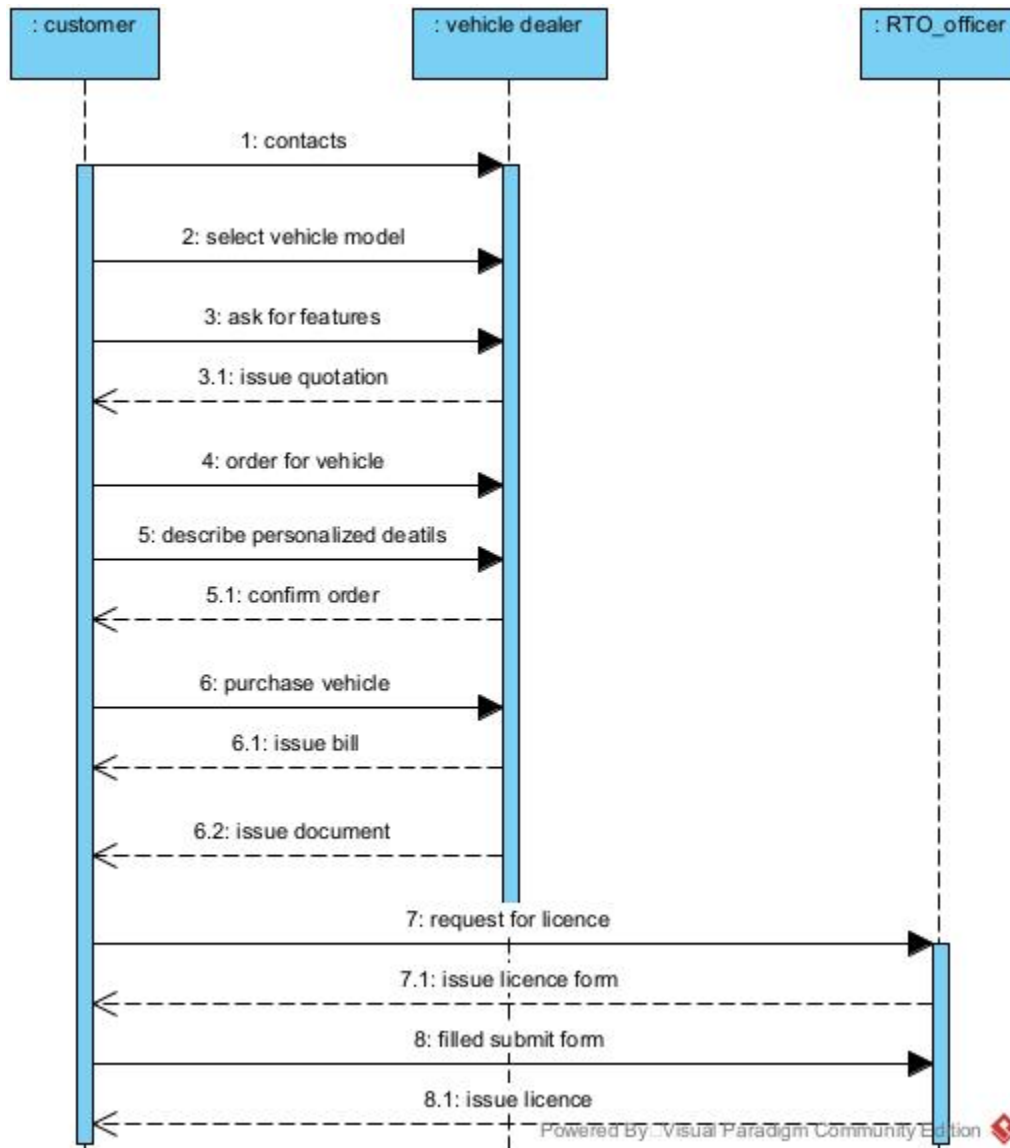 : customer
: vehicle dealer
: RTO_officer
1: contacts
2: select vehicle model
3: ask for features
3.1: issue quotation
4: order for vehicle
5: describe personalized deatils
5.1: confirm order
6: purchase vehicle
6.1: issue bill
6.2: issue document
7: request for licence
7.1: issue licence form
8: filled submit form
8.1: issue licence
Powered By Visual Paradigm Community Edition